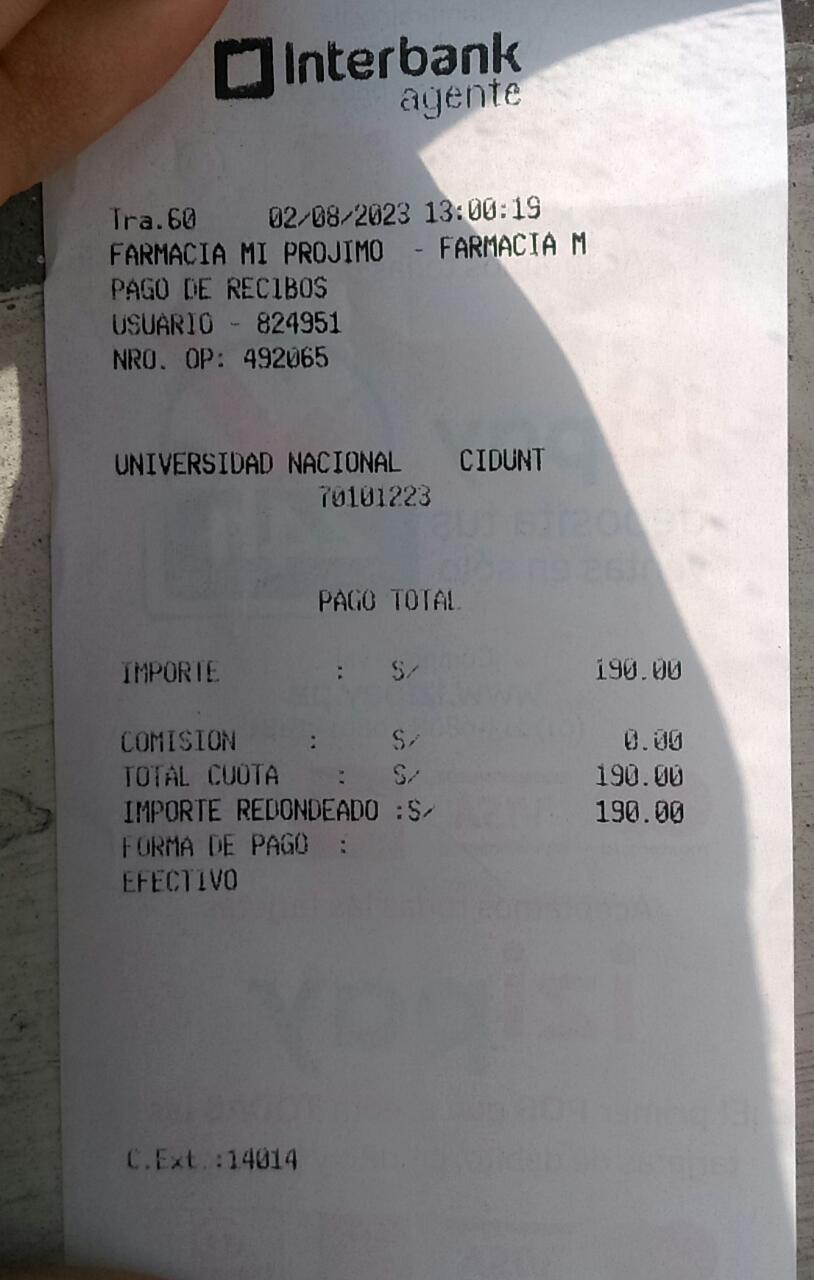 Interbank
agente
Tra.60 02/08/2023 13:00:19
FARMACIA MI PROJIMO - FARMACIA M
PAGO DE RECIBOS
USUARIO - 824951
NRO. OP: 492065
UNIVERSIDAD NACIONAL CIDUNT
70101223
PAGO TOTAL
IMPORTE : S/ 190.00
COMISION : S/ 0.00
TOTAL CUOTA : S/ 190.00
IMPORTE REDONDEADO :S/ 190.00
FORMA DE PAGO :
EFECTIVO
C.Ext.:14014